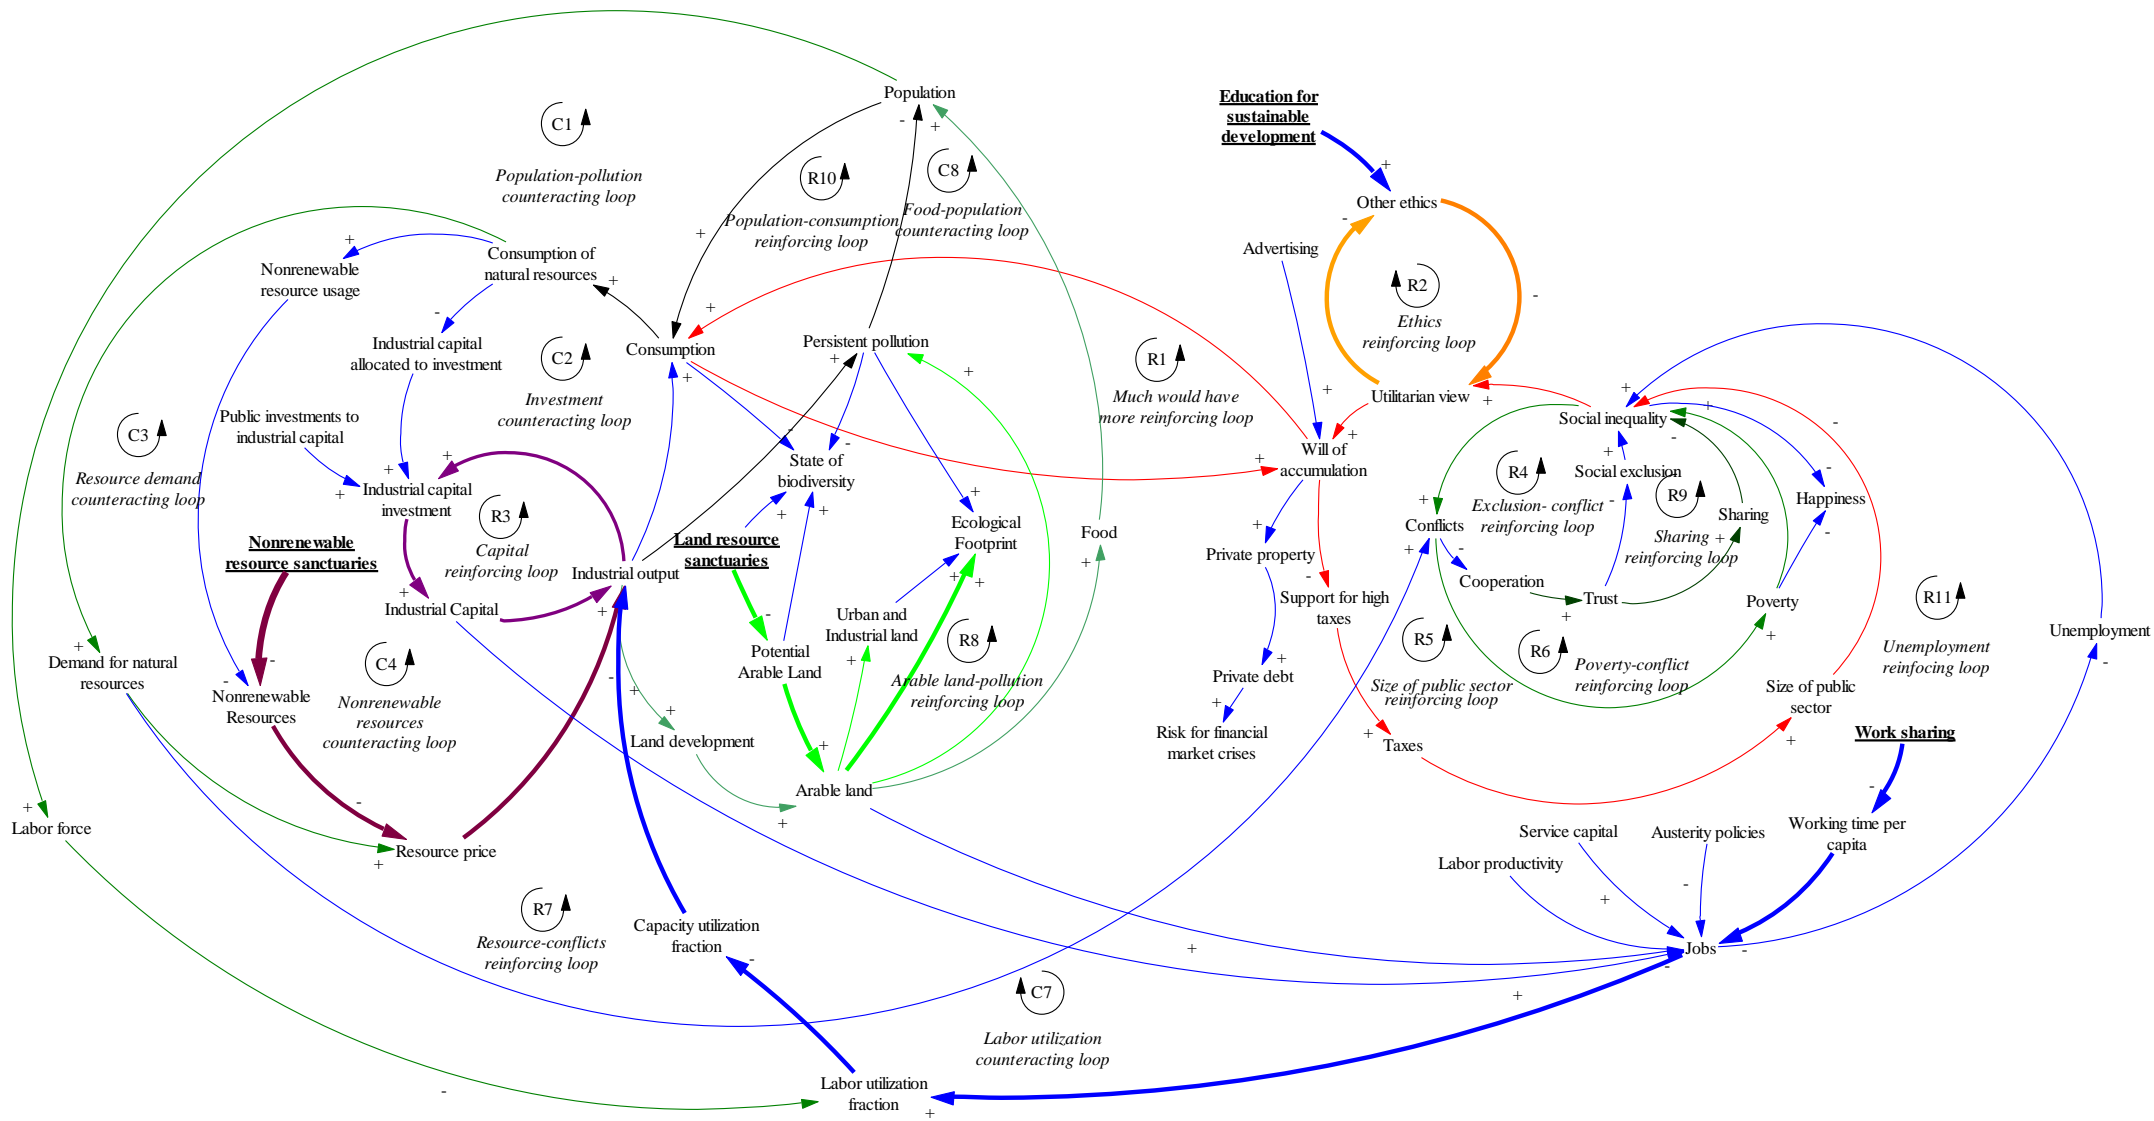 Population
Education for
sustainable
development
C1
Population-pollution
counteracting loop
R10
Population-consumption
reinforcing loop
C8
Food-population
counteracting loop
Other ethics
Advertising
R2
Ethics
reinforcing loop
Utilitarian view
Nonrenewable
resource usage
Consumption of
natural resources
Industrial capital
allocated to investment
C2
Investment
counteracting loop
Consumption
Persistent pollution
R1
Much would have
more reinforcing loop
Public investments to
industrial capital
C3
Resource demand
counteracting loop
Industrial capital
investment
R3
Capital
reinforcing loop
State of
biodiversity
Will of
accumulation
Social inequality
R4
Exclusion- conflict
reinforcing loop
Social exclusion
R9
Sharing
reinforcing loop
Sharing
Happiness
Nonrenewable
resource sanctuaries
Land resource
sanctuaries
Ecological
Footprint
Food
Private property
Conflicts
Cooperation
Trust
Poverty
Industrial output
Industrial Capital
Urban and
Industrial land
Support for high
taxes
R5
Size of public sector
reinforcing loop
R6
Poverty-conflict
reinforcing loop
R11
Unemployment
reinfocing loop
Unemployment
Demand for natural
resources
Nonrenewable
Resources
C4
Nonrenewable
resources
counteracting loop
Potential
Arable Land
R8
Arable land-pollution
reinforcing loop
Private debt
Size of public
sector
Land development
Risk for financial
market crises
Taxes
Work sharing
Arable land
Labor force
Resource price
Labor productivity
Service capital
Austerity policies
Working time per
capita
R7
Resource-conflicts
reinforcing loop
Capacity utilization
fraction
Jobs
C7
Labor utilization
counteracting loop
Labor utilization
fraction